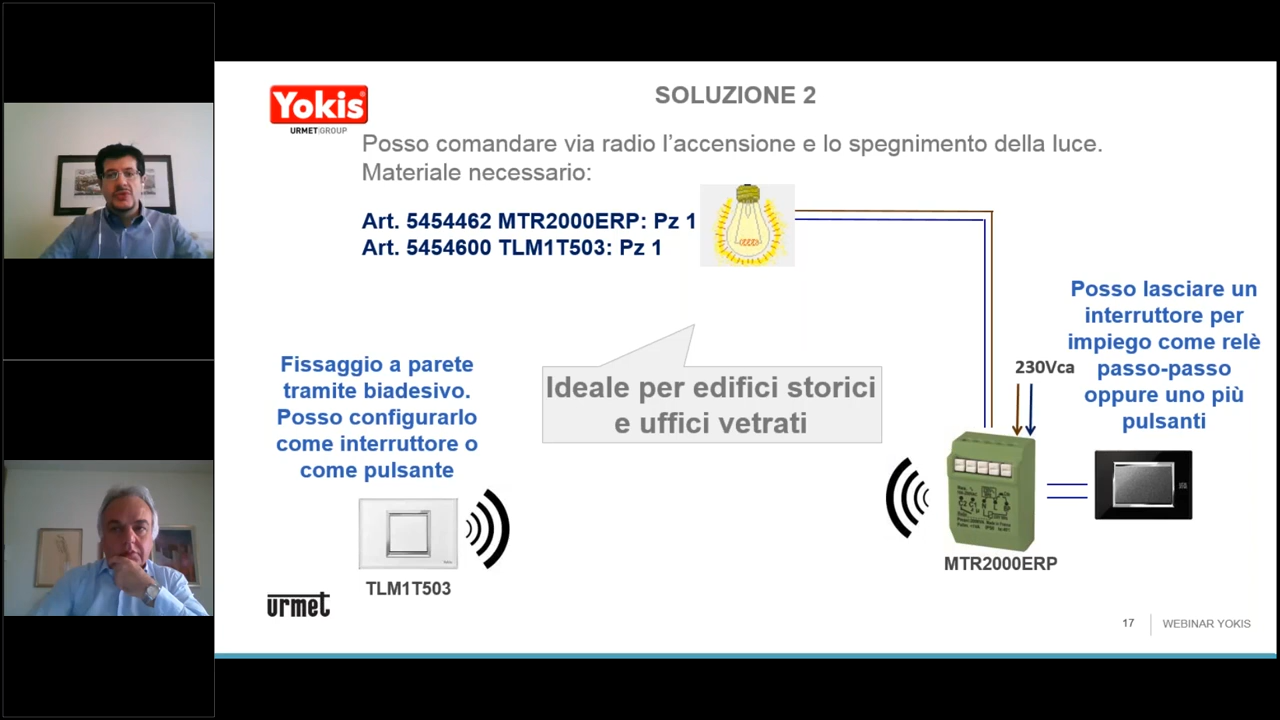 Yokis
URMET GROUP
SOLUZIONE 2
Posso comandare via radio l'accensione e lo spegnimento della luce.
Materiale necessario:
Art. 5454462 MTR2000ERP: Pz 1
Art. 5454600 TLM1T503: Pz 1
Posso lasciare un
interruttore per
impiego come relè
passo-passo
oppure uno più
pulsanti
230Vca
Fissaggio a parete
tramite biadesivo.
Posso configurarlo
come interruttore o
come pulsante
Ideale per edifici storici
e uffici vetrati
TLM1T503
MTR2000ERP
urmet
17
WEBINAR YOKIS